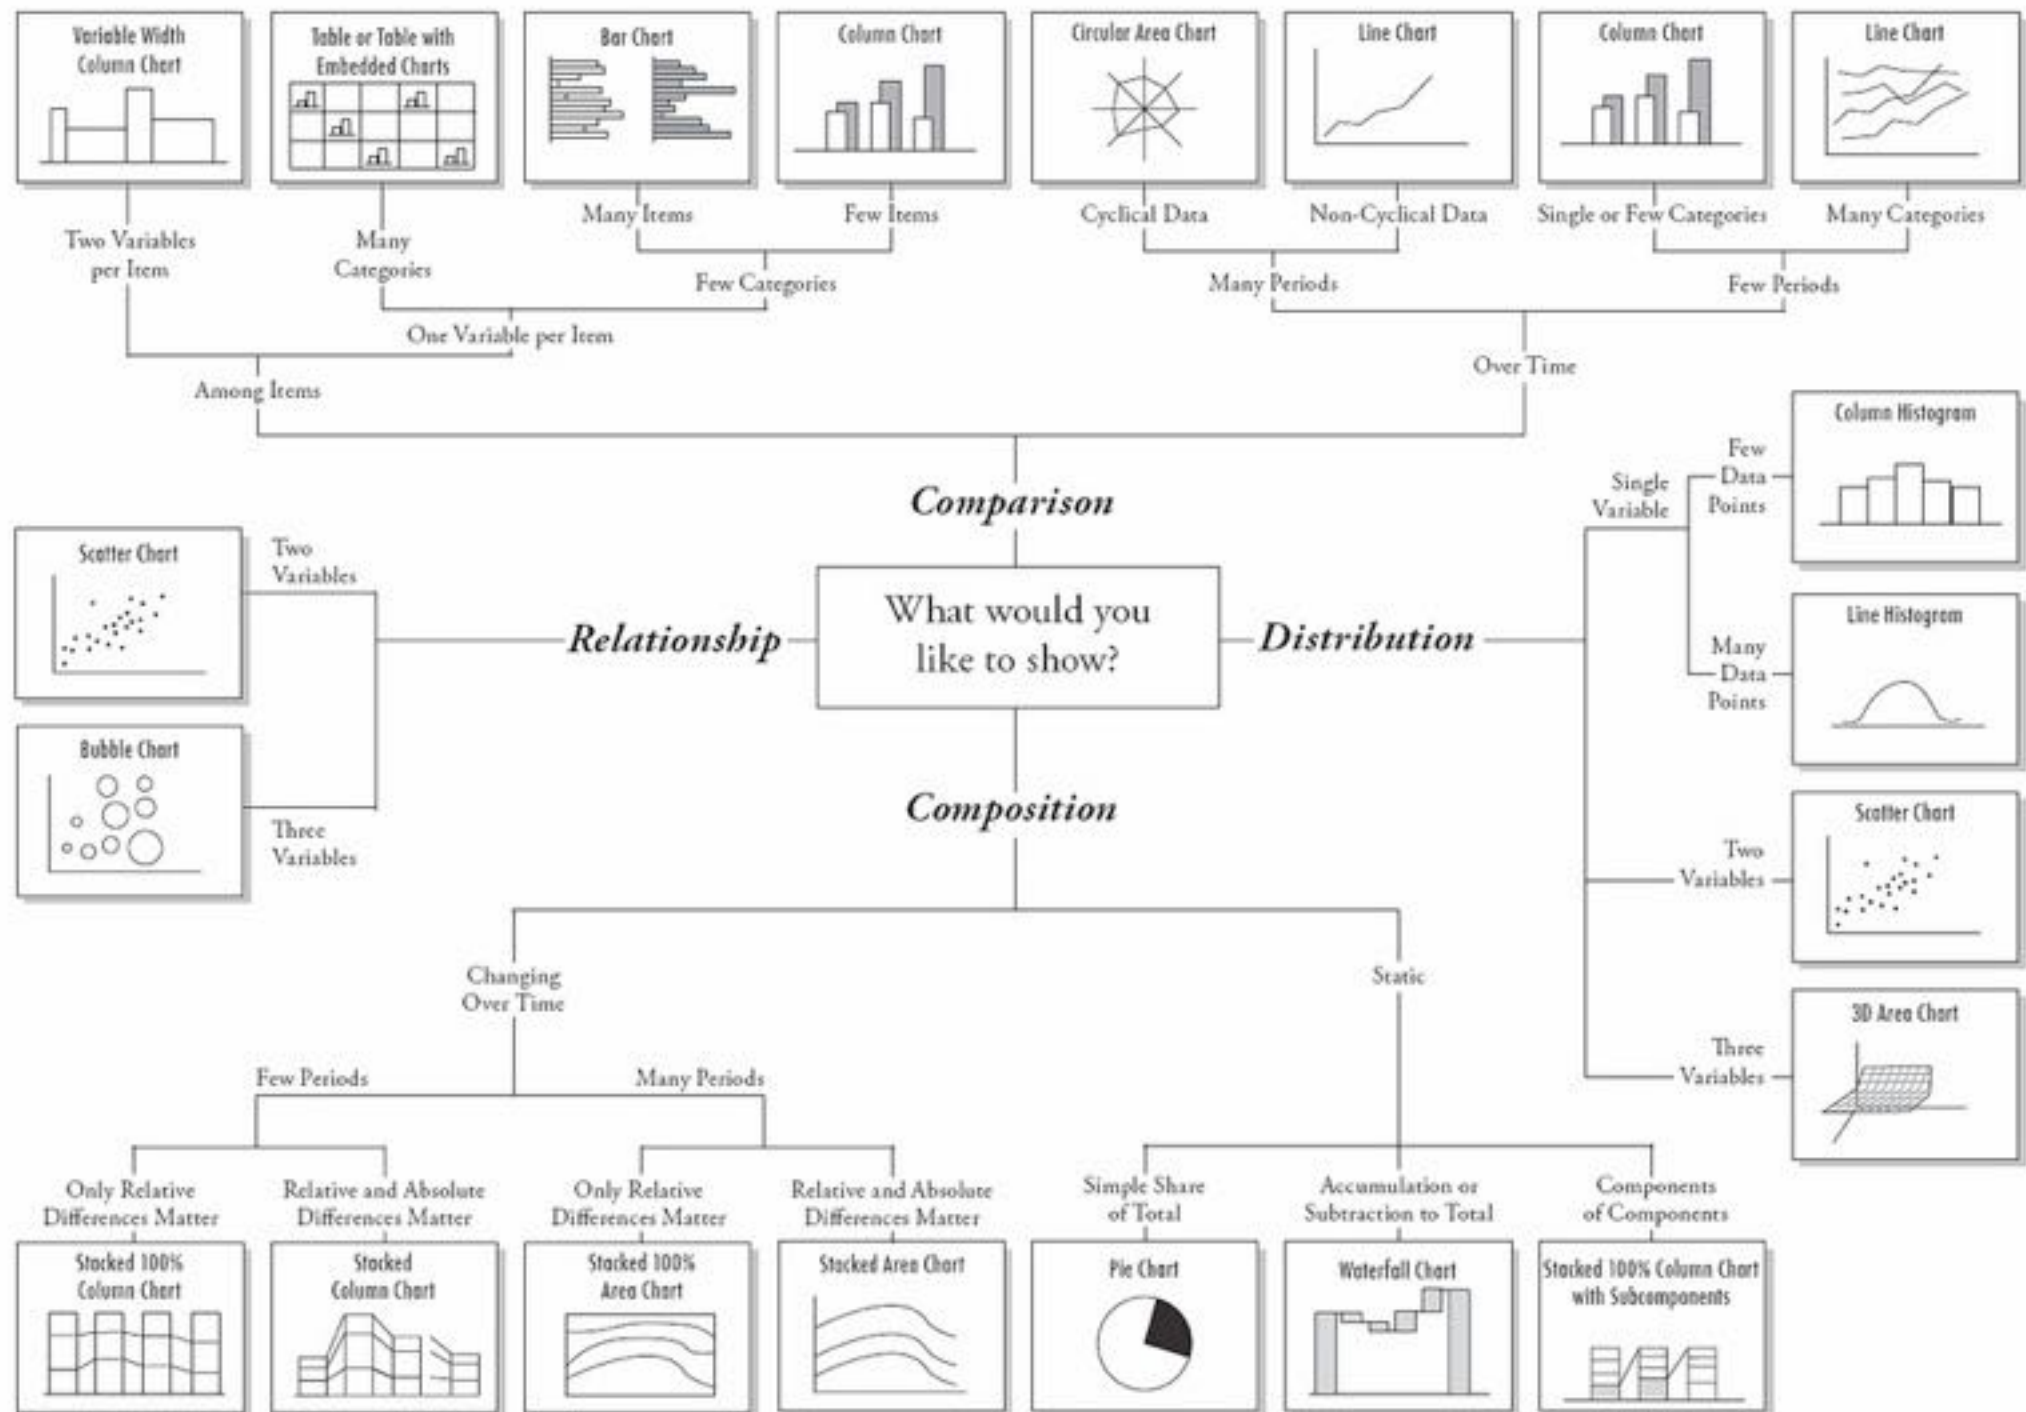 Variable Width
Column Chart
Table or Table with
Embedded Charts
Bar Chart
Column Chart
Circular Area Chart
Line Chart
Column Chart
Line Chart
Two Variables
per Item
Many
Categories
Many Items
Few Items
Cyclical Data
Non-Cyclical Data
Single or Few Categories
Many Categories
Few Categories
Many Periods
Few Periods
One Variable per Item
Over Time
Among Items
Comparison
Relationship
What would you
like to show?
Distribution
Composition
Scatter Chart
Two
Variables
Bubble Chart
Three
Variables
Single
Variable
Few
Data
Points
Column Histogram
Many
Data
Points
Line Histogram
Two
Variables
Scatter Chart
Three
Variables
3D Area Chart
Changing
Over Time
Static
Few Periods
Many Periods
Only Relative
Differences Matter
Relative and Absolute
Differences Matter
Only Relative
Differences Matter
Relative and Absolute
Differences Matter
Simple Share
of Total
Accumulation or
Subtraction to Total
Components
of Components
Stacked 100%
Column Chart
Stacked
Column Chart
Stacked 100%
Area Chart
Stacked Area Chart
Pie Chart
Waterfall Chart
Stacked 100% Column Chart
with Subcomponents